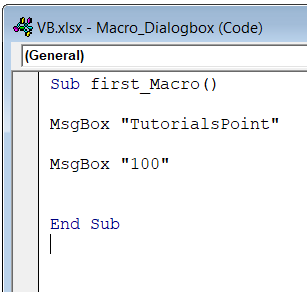 VB.xlsx - Macro_Dialogbox (Code)
(General)
Sub first_Macro()
MsgBox "TutorialsPoint"
MsgBox "100"
End Sub